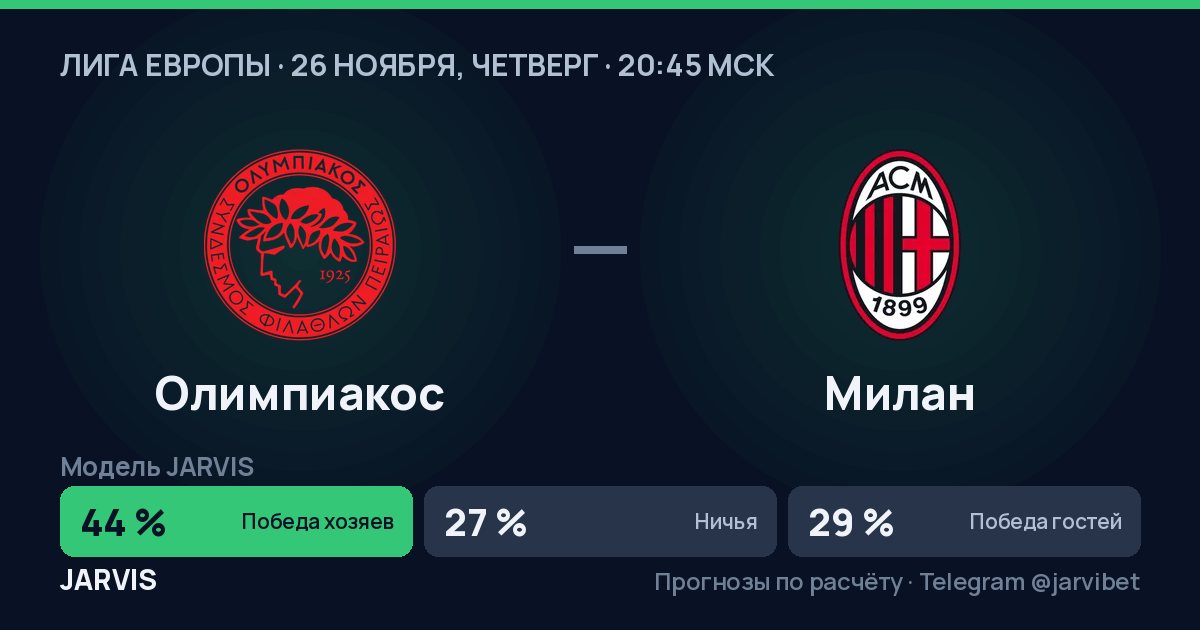 ЛИГА ЕВРОПЫ · 26 НОЯБРЯ, ЧЕТВЕРГ · 20:45 МСК
ΟΛΥΜΠΙΑΚΟΣ
ΣΥΝΔΕΣΜΟΣ ΦΙΛΑΘΛΩΝ ΠΕΙΡΑΙΩΣ
1925
ACM
1899
—
Олимпиакос
Милан
Модель JARVIS
44 % Победа хозяев
27 % Ничья
29 % Победа гостей
JARVIS
Прогнозы по расчёту · Telegram @jarvibet